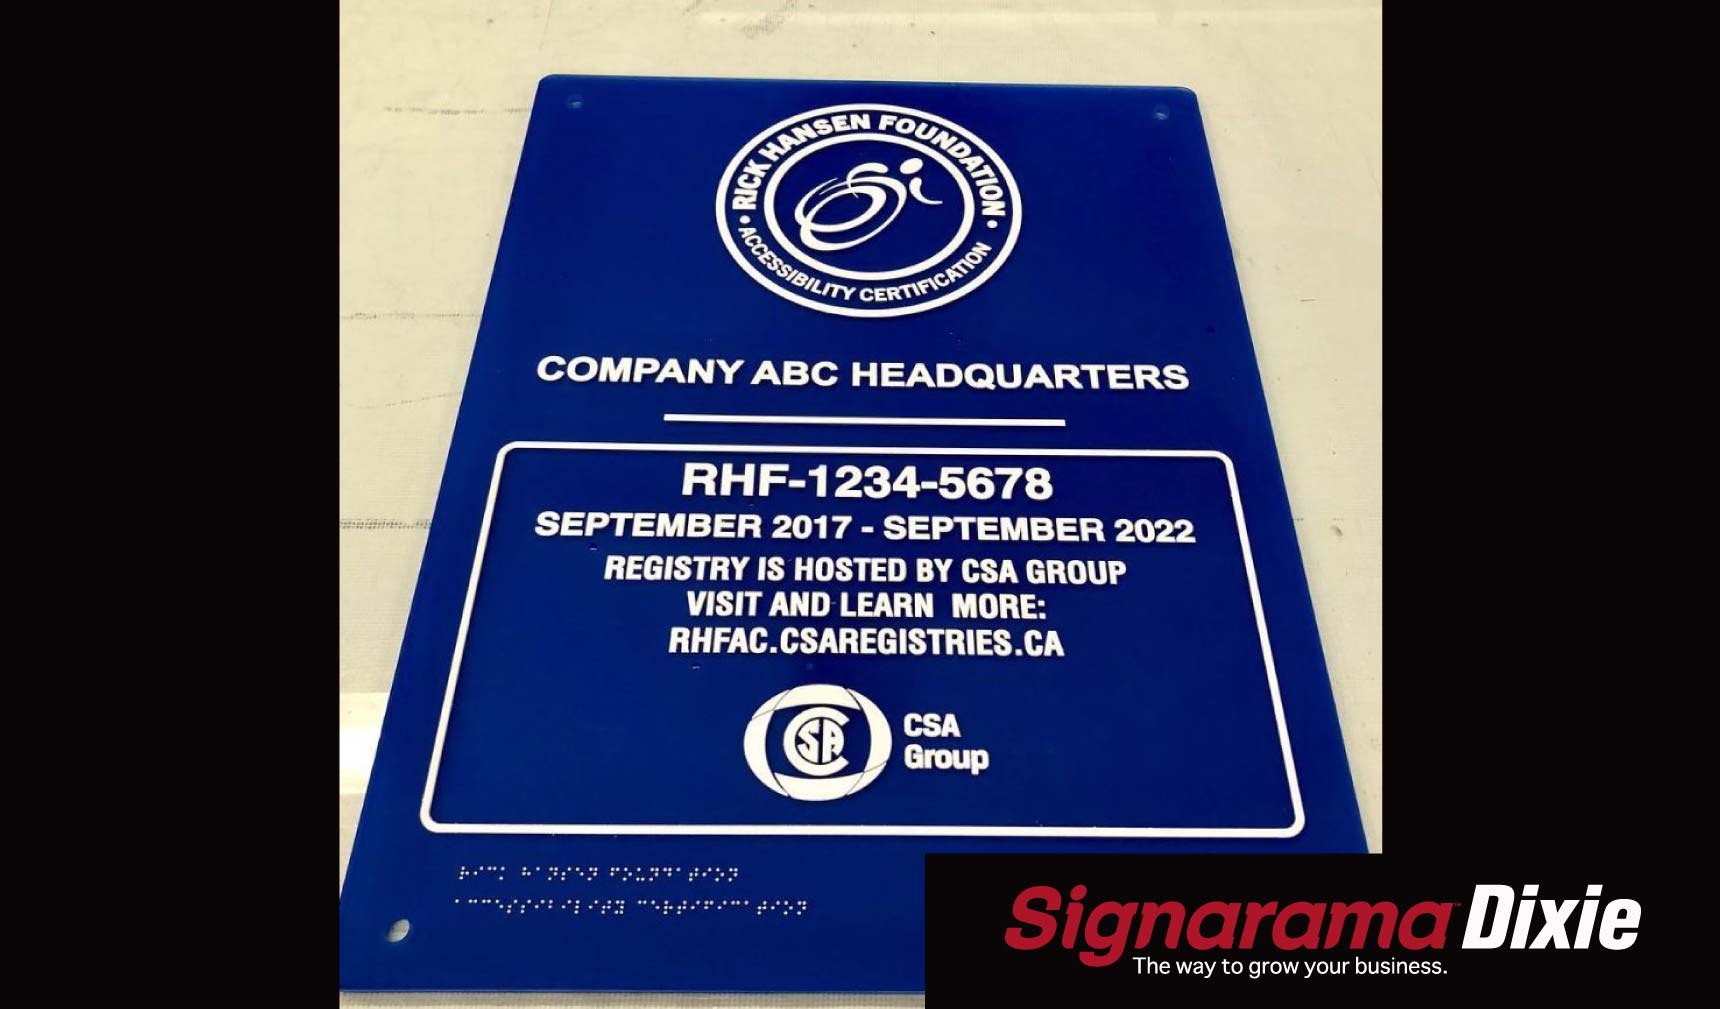 • RICK HANSEN FOUNDATION •
ACCESSIBILITY CERTIFICATION
COMPANY ABC HEADQUARTERS
RHF-1234-5678
SEPTEMBER 2017 - SEPTEMBER 2022
REGISTRY IS HOSTED BY CSA GROUP
VISIT AND LEARN MORE:
RHFAC.CSAREGISTRIES.CA
CSA
CSA
Group
⠗⠊⠉⠅ ⠓⠁⠝⠎⠑⠝ ⠋⠕⠥⠝⠙⠁⠞⠊⠕⠝
⠁⠉⠉⠑⠎⠎⠊⠃⠊⠇⠊⠞⠽ ⠉⠑⠗⠞⠊⠋⠊⠉⠁⠞⠊⠕⠝
Signarama™ Dixie
The way to grow your business.